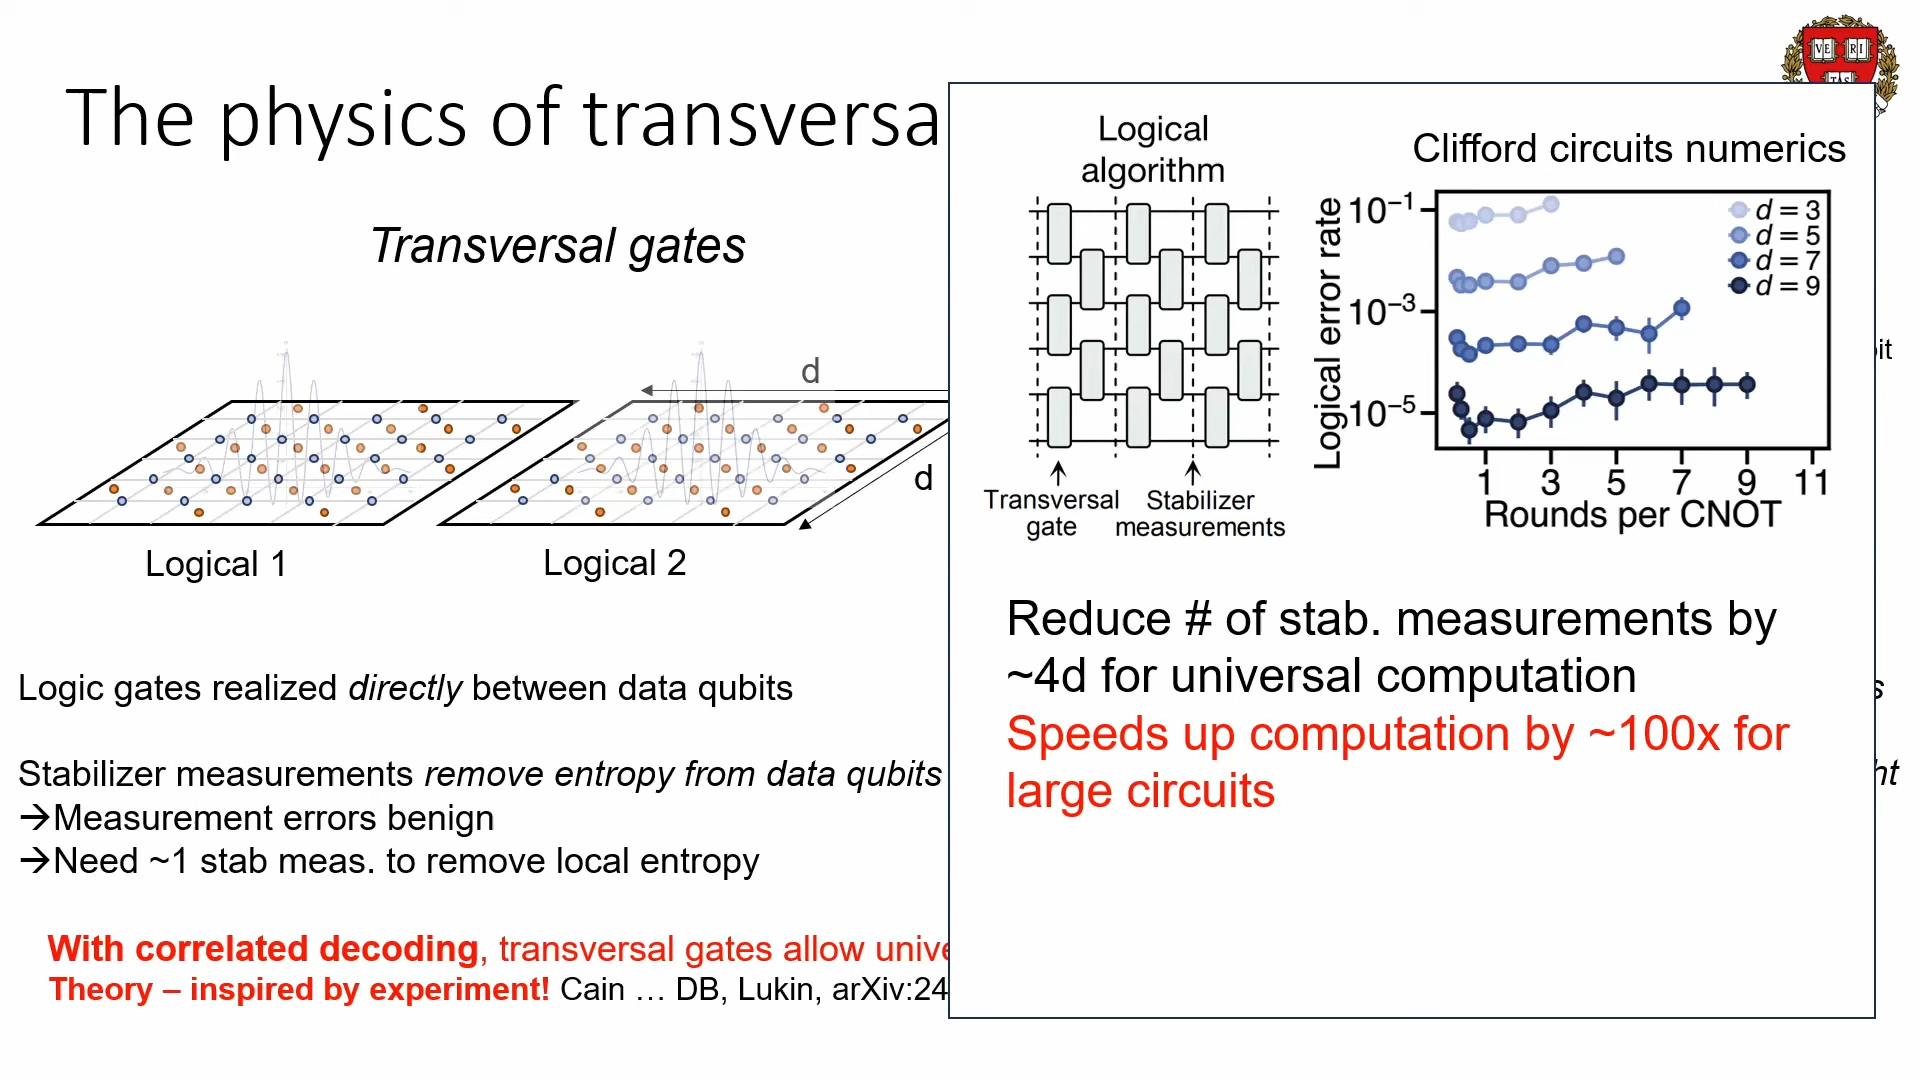 The physics of transversa
Transversal gates
d
d
Logical 1
Logical 2
Logic gates realized directly between data qubits
Stabilizer measurements remove entropy from data qubits
→Measurement errors benign
→Need ~1 stab meas. to remove local entropy
With correlated decoding, transversal gates allow unive
Theory – inspired by experiment! Cain … DB, Lukin, arXiv:24
VE RI
TAS
Logical
algorithm
Transversal
gate
Stabilizer
measurements
Clifford circuits numerics
Logical error rate
10⁻¹
10⁻³
10⁻⁵
d = 3
d = 5
d = 7
d = 9
1 3 5 7 9 11
Rounds per CNOT
Reduce # of stab. measurements by
~4d for universal computation
Speeds up computation by ~100x for
large circuits
it
s
ht